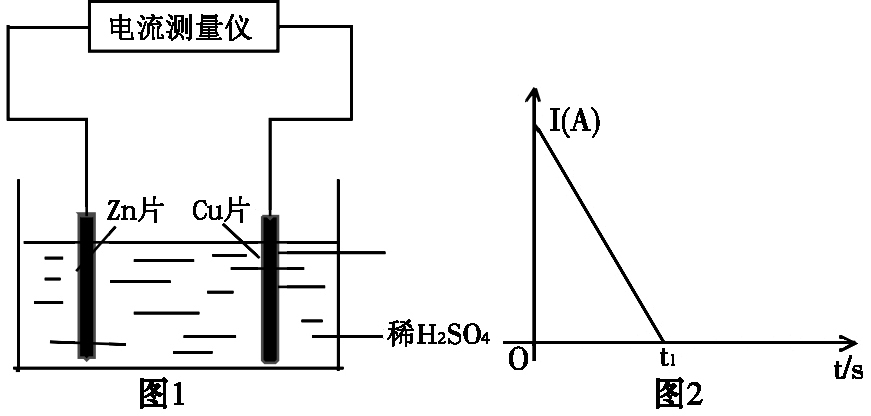 电流测量仪
Zn片
Cu片
稀H₂SO₄
图1
I(A)
O
t₁
t/s
图2